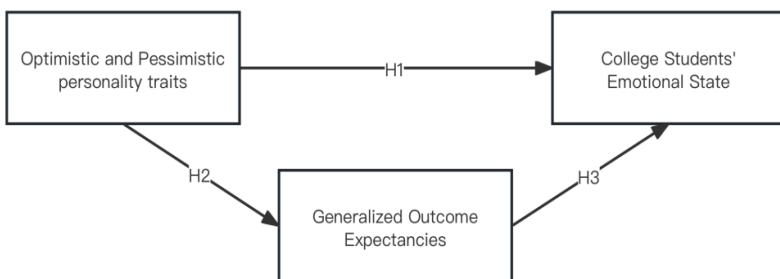 Optimistic and Pessimistic
personality traits
H1
College Students'
Emotional State
H2
H3
Generalized Outcome
Expectancies